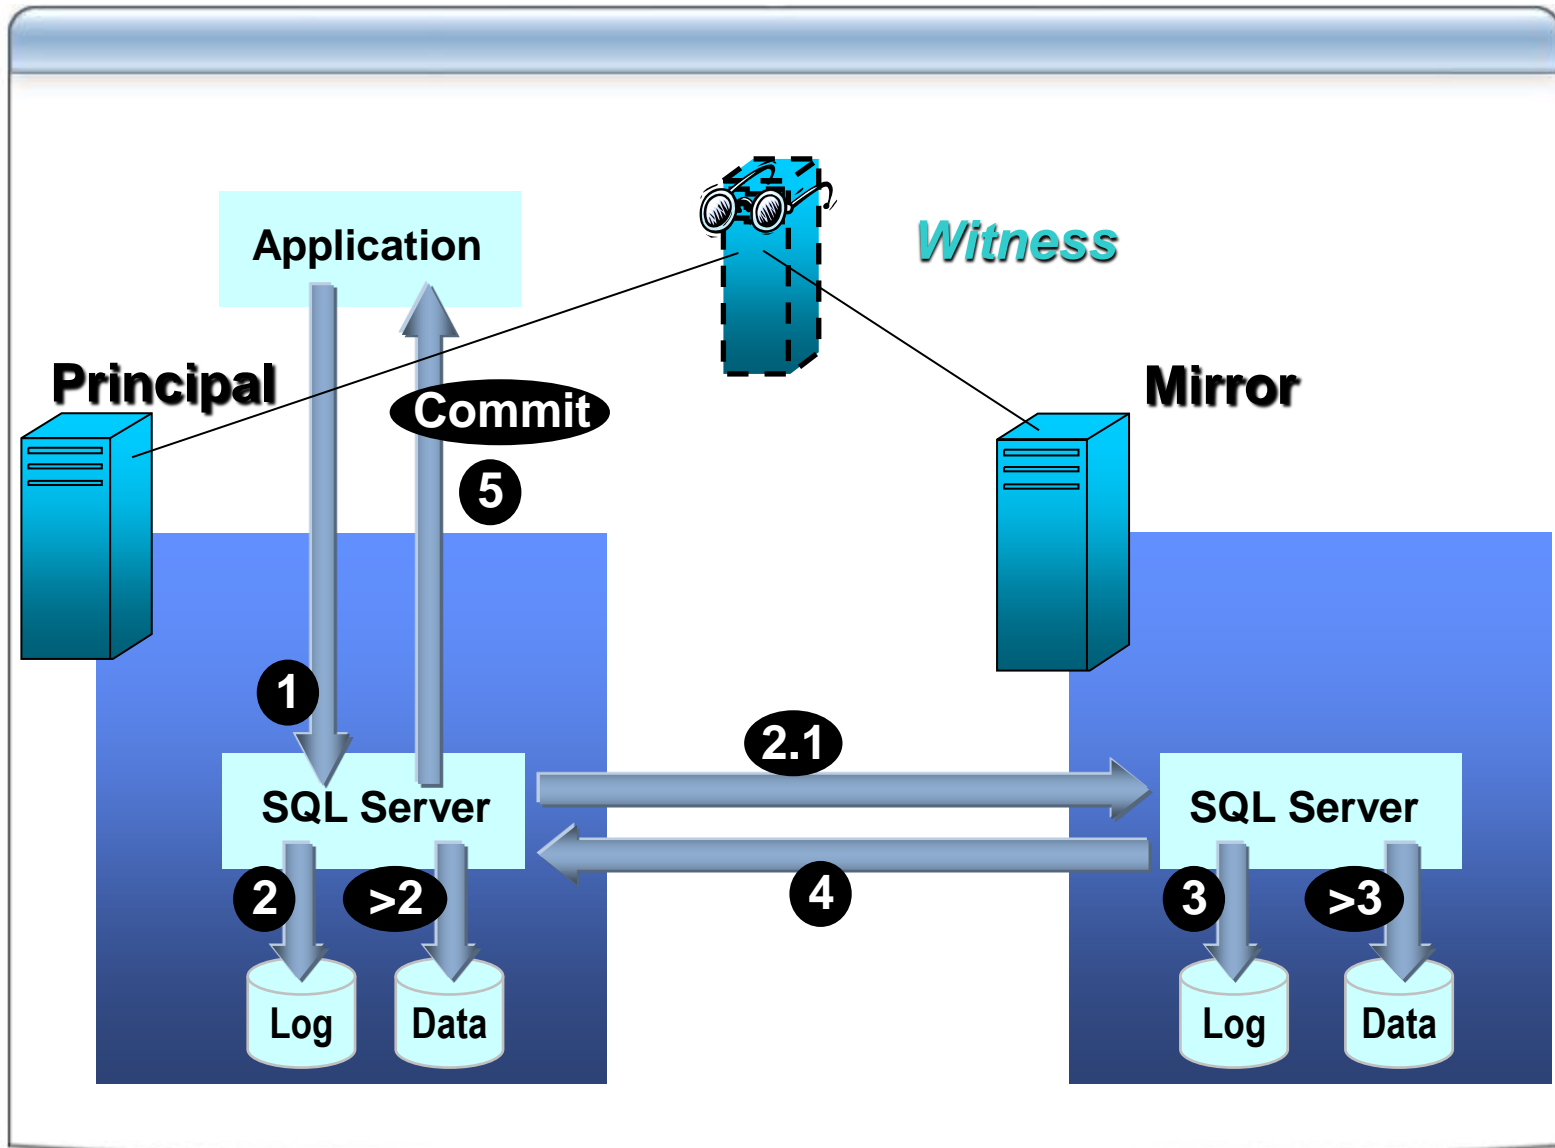 Application
Witness
Principal
Commit
Mirror
5
1
2.1
SQL Server
SQL Server
2
>2
4
3
>3
Log
Data
Log
Data